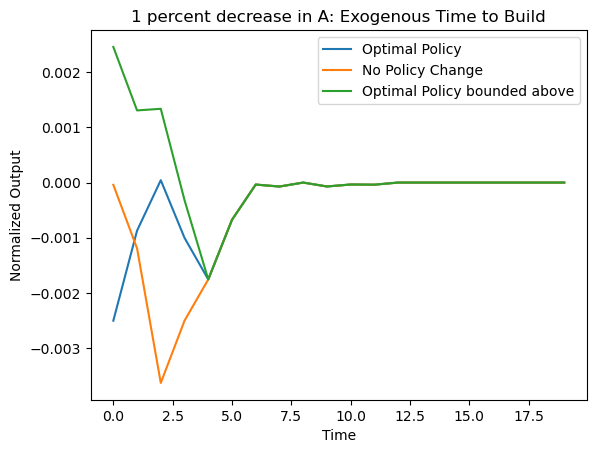 1 percent decrease in A: Exogenous Time to Build
Optimal Policy
No Policy Change
Optimal Policy bounded above
Normalized Output
0.002
0.001
0.000
−0.001
−0.002
−0.003
0.0 2.5 5.0 7.5 10.0 12.5 15.0 17.5
Time